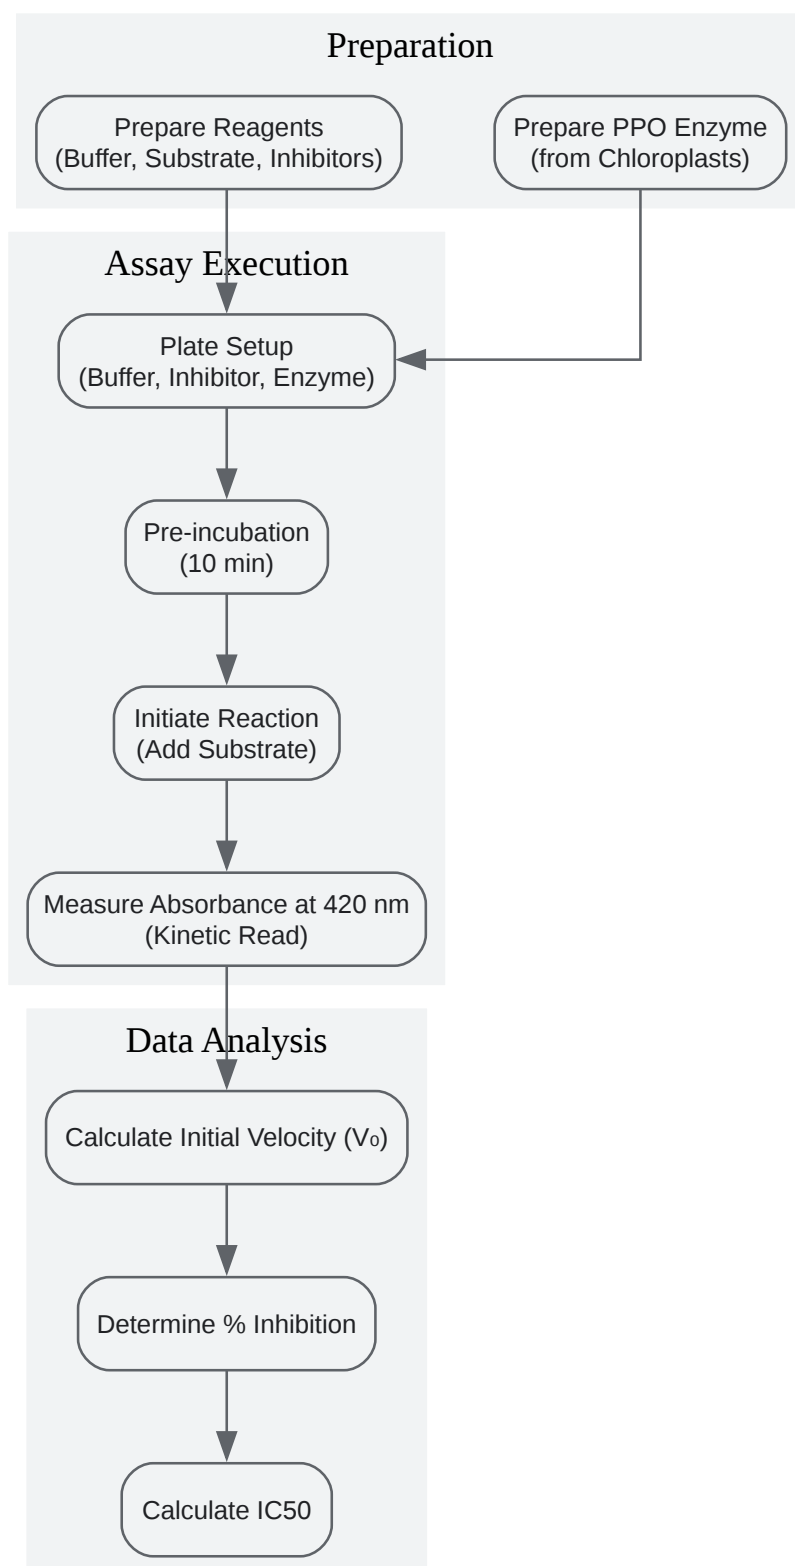 Preparation
Prepare Reagents
(Buffer, Substrate, Inhibitors)
Prepare PPO Enzyme
(from Chloroplasts)
Assay Execution
Plate Setup
(Buffer, Inhibitor, Enzyme)
Pre-incubation
(10 min)
Initiate Reaction
(Add Substrate)
Measure Absorbance at 420 nm
(Kinetic Read)
Data Analysis
Calculate Initial Velocity (V₀)
Determine % Inhibition
Calculate IC50